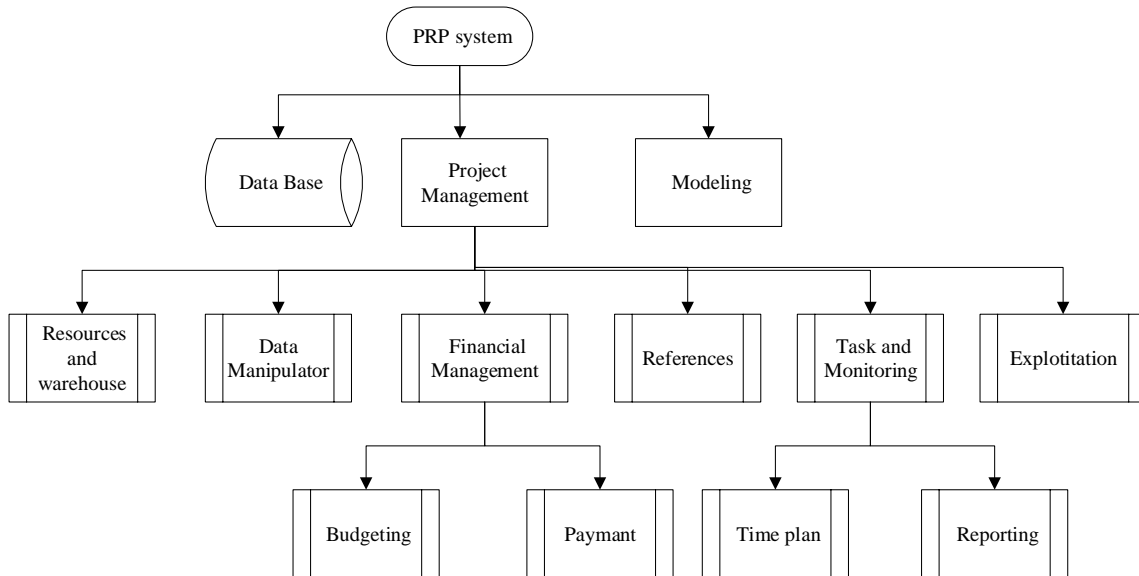 PRP system
Data Base
Project
Management
Modeling
Resources
and
warehouse
Data
Manipulator
Financial
Management
References
Task and
Monitoring
Explotitation
Budgeting
Paymant
Time plan
Reporting